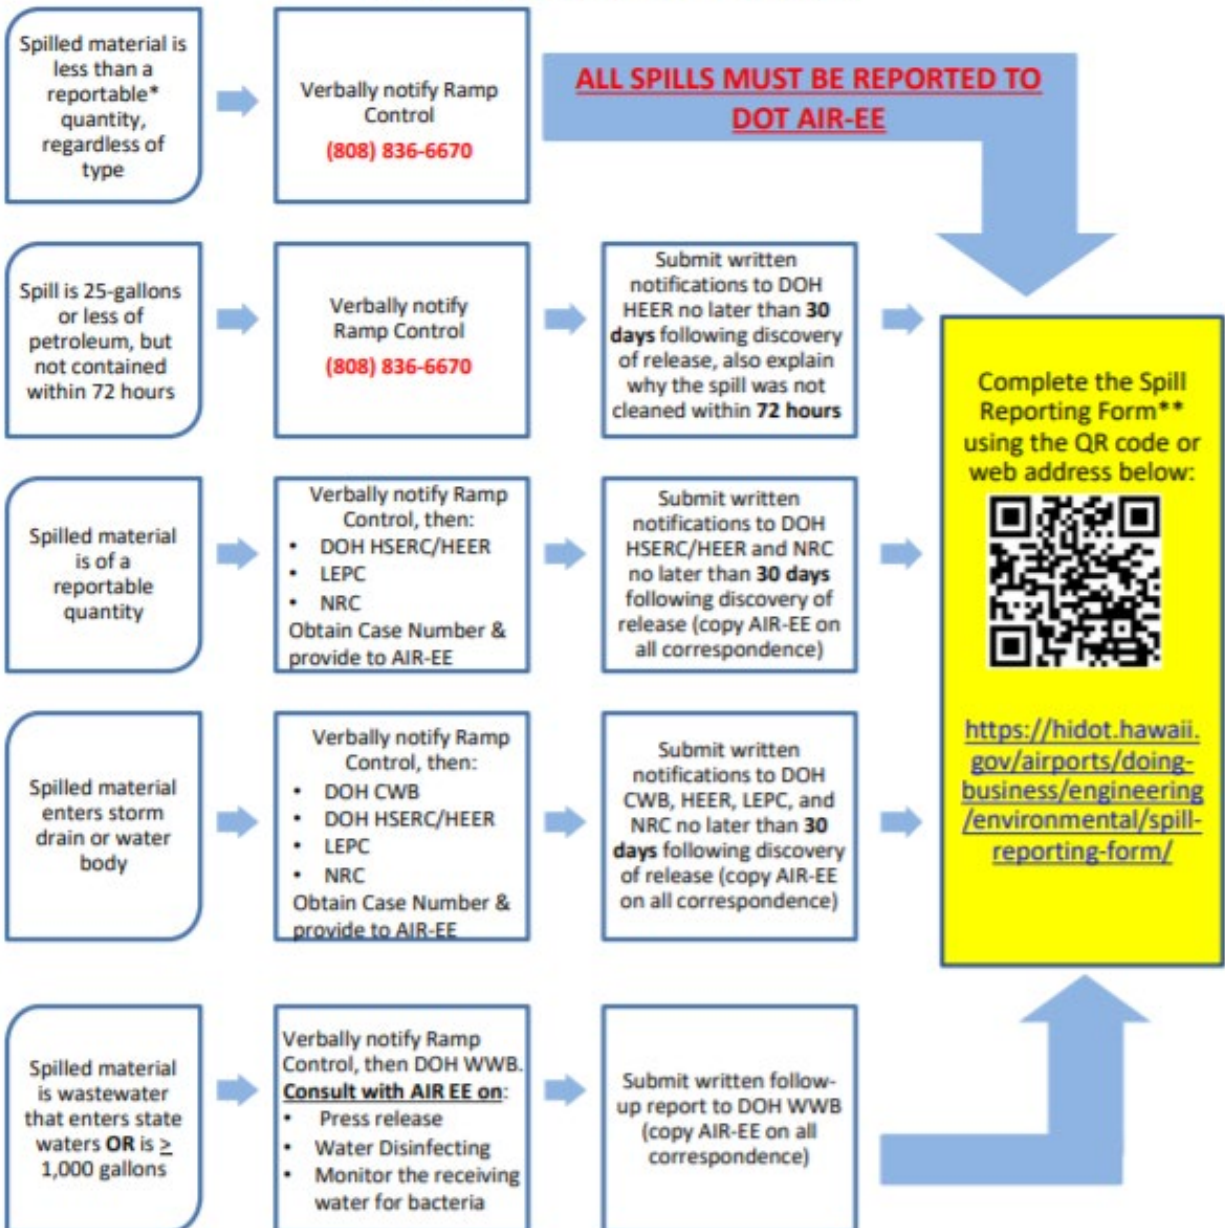 Spilled material is
less than a
reportable*
quantity,
regardless of
type
Verbally notify Ramp
Control
(808) 836-6670
ALL SPILLS MUST BE REPORTED TO
DOT AIR-EE
Spill is 25-gallons
or less of
petroleum, but
not contained
within 72 hours
Verbally notify
Ramp Control
(808) 836-6670
Submit written
notifications to DOH
HEER no later than 30
days following discovery
of release, also explain
why the spill was not
cleaned within 72 hours
Spilled material
is of a
reportable
quantity
Verbally notify Ramp
Control, then:
• DOH HSERC/HEER
• LEPC
• NRC
Obtain Case Number &
provide to AIR-EE
Submit written
notifications to DOH
HSERC/HEER and NRC
no later than 30 days
following discovery of
release (copy AIR-EE on
all correspondence)
Spilled material
enters storm
drain or water
body
Verbally notify Ramp
Control, then:
• DOH CWB
• DOH HSERC/HEER
• LEPC
• NRC
Obtain Case Number &
provide to AIR-EE
Submit written
notifications to DOH
CWB, HEER, LEPC, and
NRC no later than 30
days following discovery
of release (copy AIR-EE
on all correspondence)
Spilled material
is wastewater
that enters state
waters OR is ≥
1,000 gallons
Verbally notify Ramp
Control, then DOH WWB.
Consult with AIR EE on:
• Press release
• Water Disinfecting
• Monitor the receiving
water for bacteria
Submit written follow-
up report to DOH WWB
(copy AIR-EE on all
correspondence)
Complete the Spill
Reporting Form**
using the QR code or
web address below:
https://hidot.hawaii.
gov/airports/doing-
business/engineering
/environmental/spill-
reporting-form/